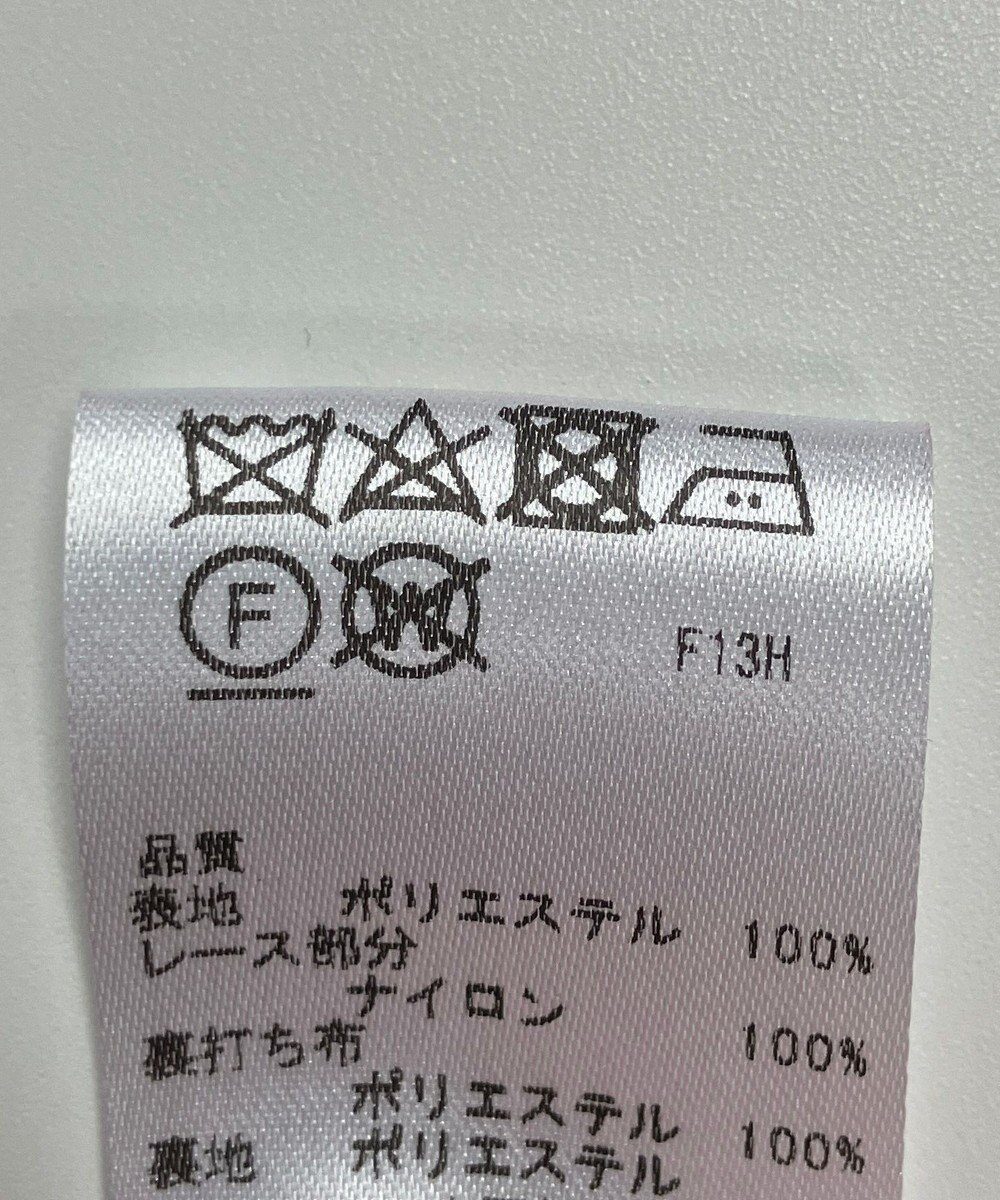 F
W
F13H
品質
表地 ポリエステル 100%
レース部分
ナイロン 100%
裏打ち布
ポリエステル 100%
裏地 ポリエステル